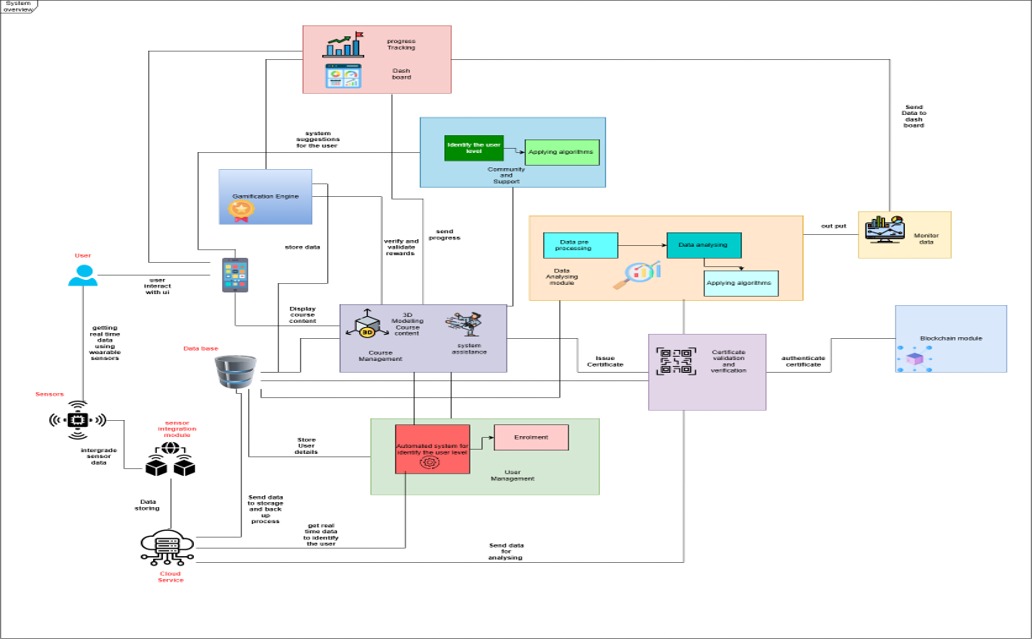 System
overview
progress
Tracking
Dash
board
Send
Data to
dash
board
system
suggestions
for the user
Identify the user
level
Applying algorithms
Community
and
Support
Gamification Engine
store data
verify and
validate
rewards
send
progress
Data pre
processing
Data analysing
Data
Analysing
module
Applying algorithms
out put
Monitor
data
User
user
interact
with ui
Display
course
content
3D
3D
Modelling
Course
content
Course
Management
system
assistance
getting
real time
data
using
wearable
sensors
Data base
Issue
Certificate
Certificate
validation
and
verification
authenticate
certificate
Blockchain module
Sensors
sensor
integration
module
intergrade
sensor
data
Store
User
details
Automated system for
identify the user level
Enrolment
User
Management
Data
storing
Send data
to storage
and back
up
process
get real
time data
to identify
the user
Send data
for
analysing
Cloud
Service